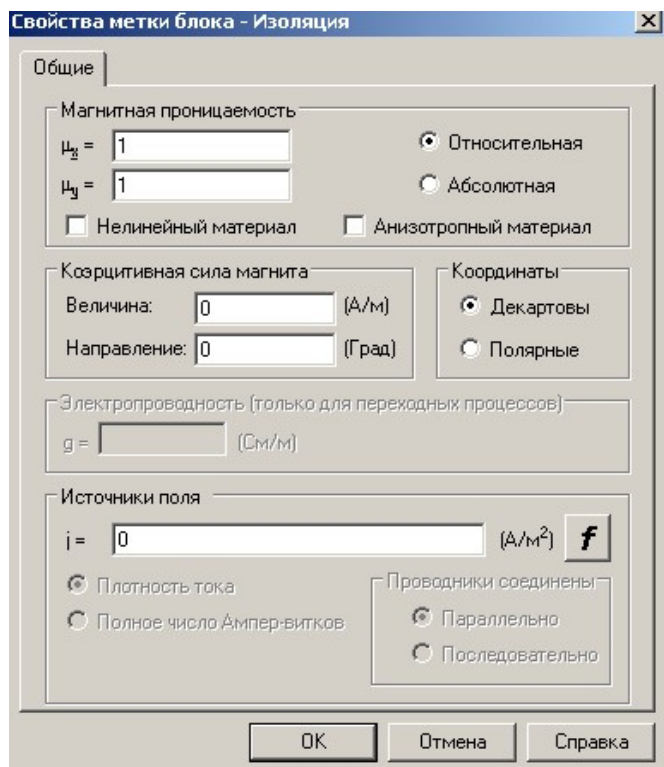 Свойства метки блока - Изоляция
Общие
Магнитная проницаемость
μx = 1
Относительная
μy = 1
Абсолютная
Нелинейный материал
Анизотропный материал
Коэрцитивная сила магнита
Величина: 0 (А/м)
Направление: 0 (Град)
Координаты
Декартовы
Полярные
Электропроводность (только для переходных процессов)
g = (См/м)
Источники поля
j = 0 (А/м²) f
Плотность тока
Полное число Ампер-витков
Проводники соединены
Параллельно
Последовательно
OK Отмена Справка